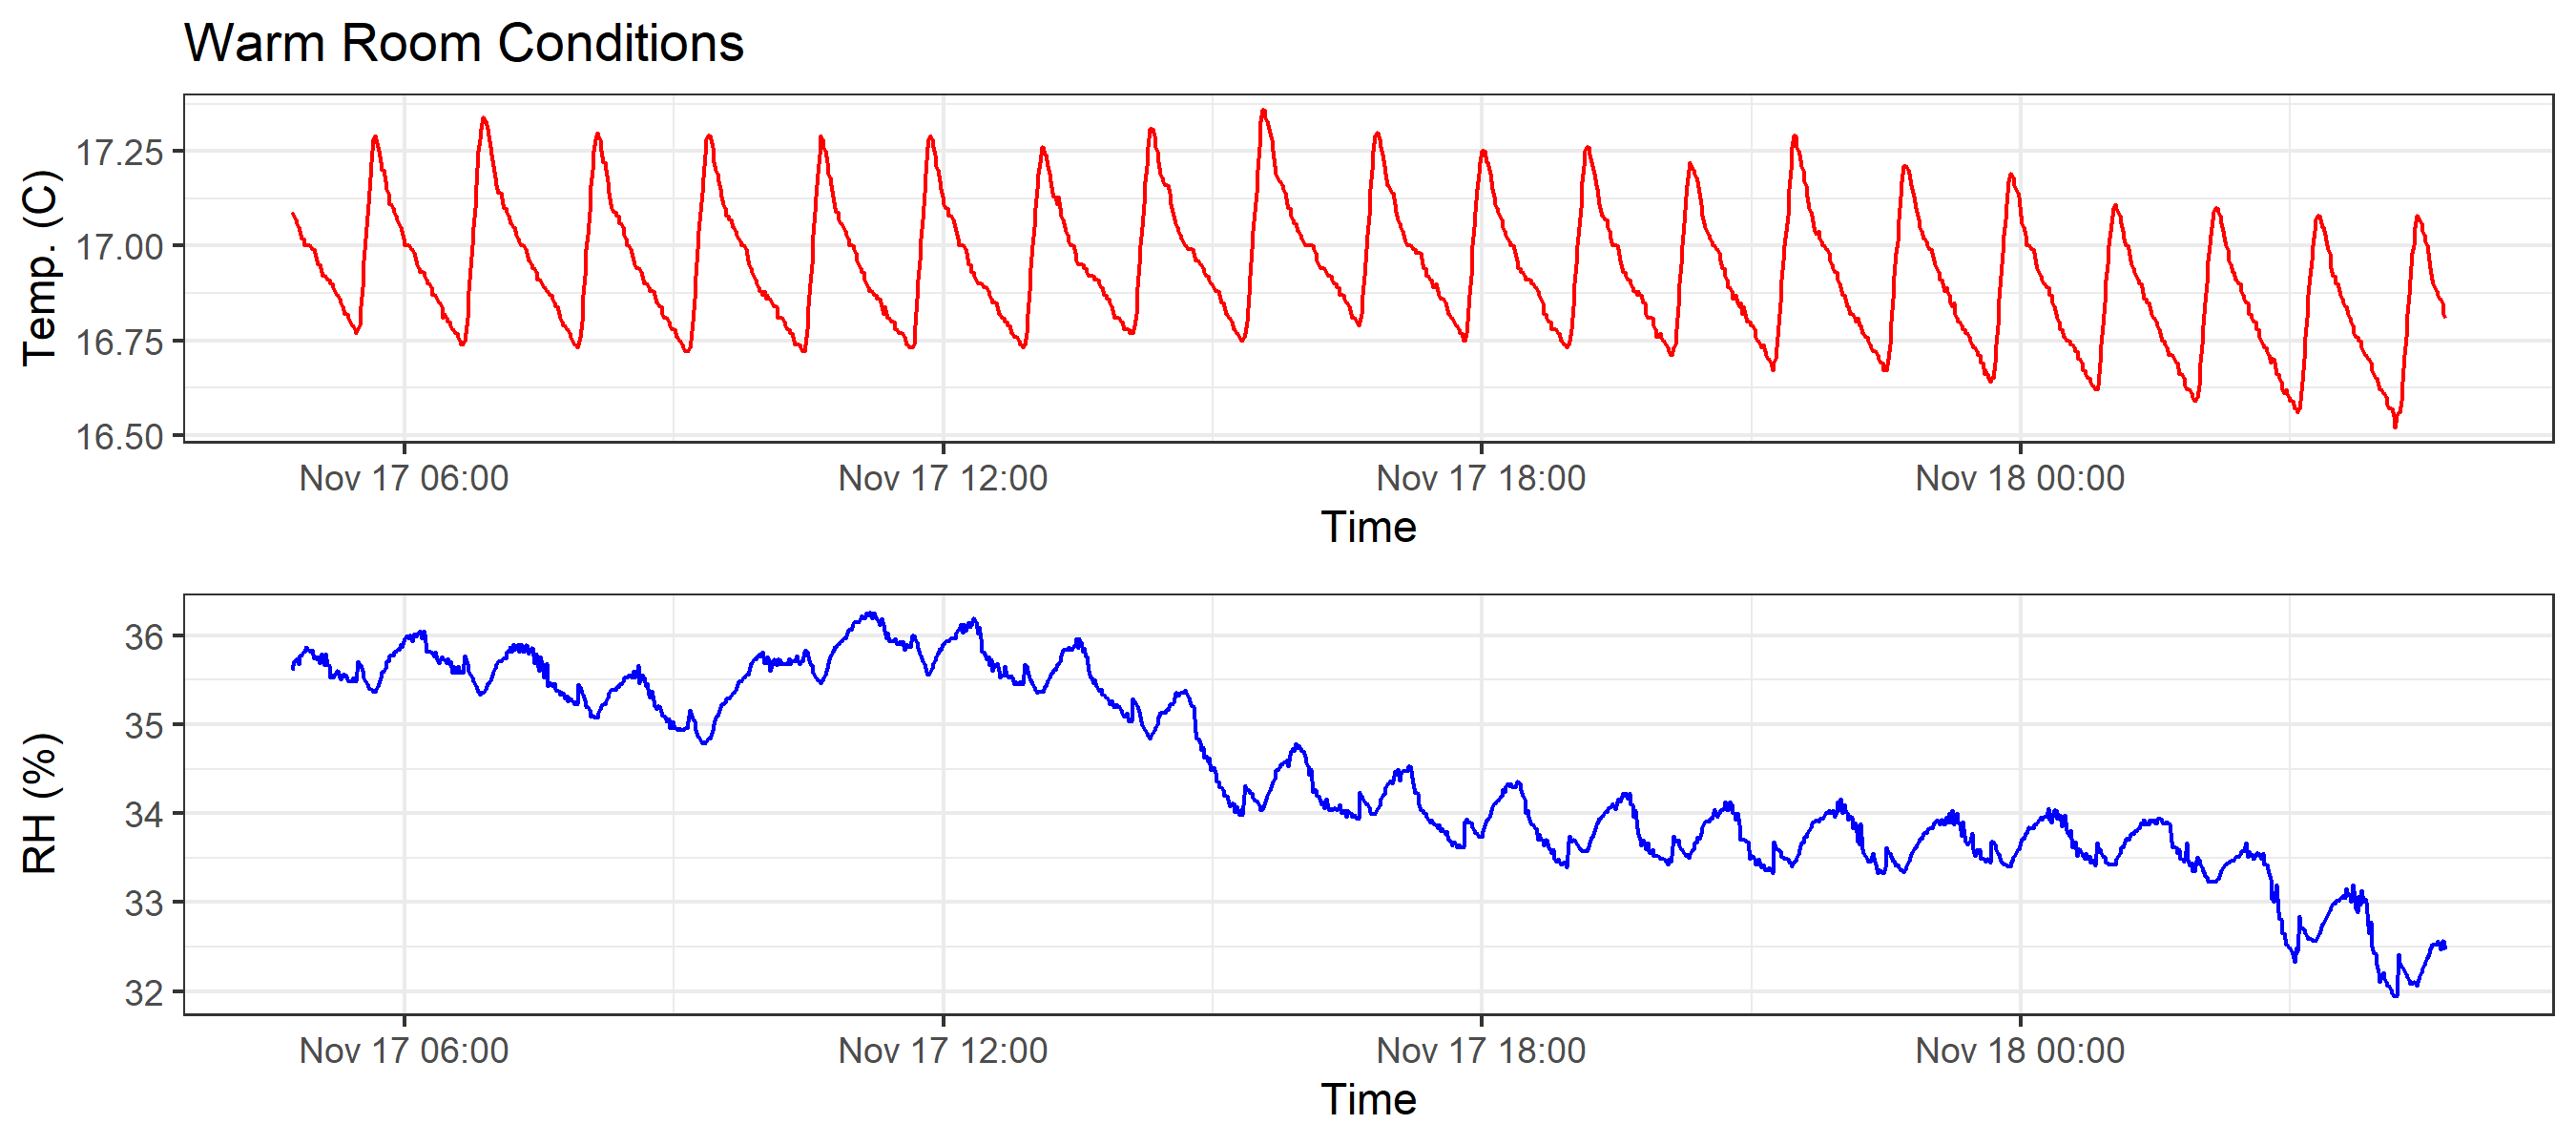 Warm Room Conditions
Temp. (C)
17.25
17.00
16.75
16.50
Nov 17 06:00 Nov 17 12:00 Nov 17 18:00 Nov 18 00:00
Time
RH (%)
36
35
34
33
32
Nov 17 06:00 Nov 17 12:00 Nov 17 18:00 Nov 18 00:00
Time